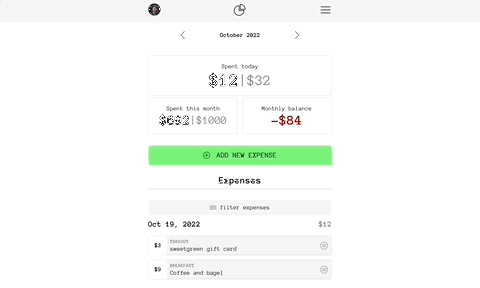 October 2022
Spent today
$12|$32
Spent this month
$692|$1000
Monthly balance
-$84
ADD NEW EXPENSE
Expenses
filter expenses
Oct 19, 2022
$12
$3
TAKEOUT
sweetgreen gift card
$9
BREAKFAST
Coffee and bagel